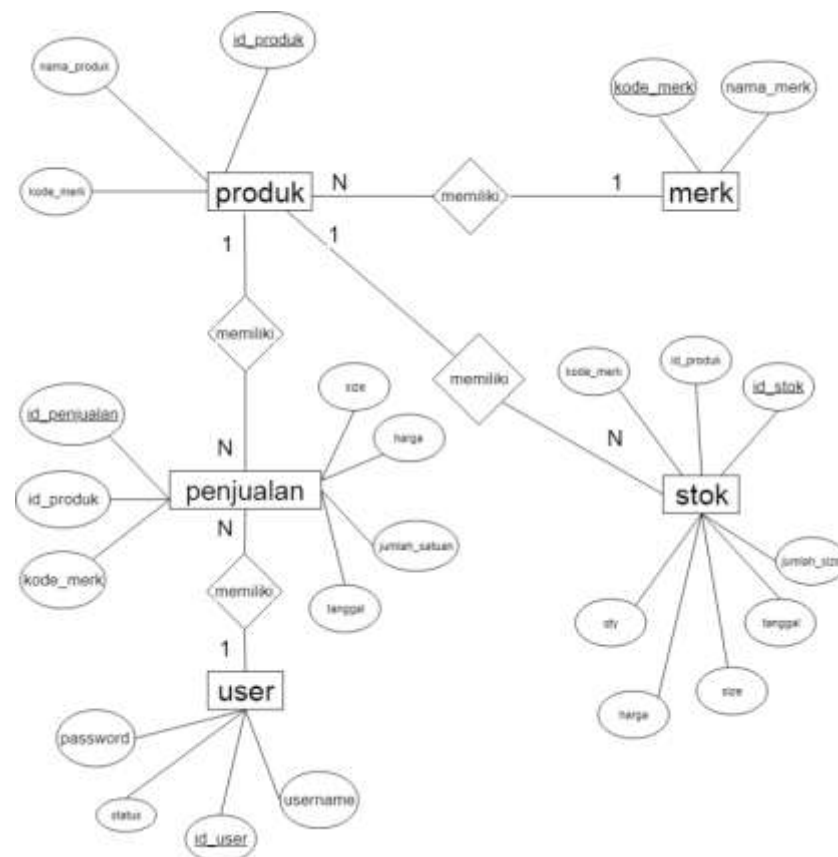 id_produk
nama_produk
kode_merk
nama_merk
kode_merk
produk
N
memiliki
1
merk
1
1
memiliki
memiliki
size
kode_merk
id_produk
id_stok
id_penjualan
harga
N
N
penjualan
stok
id_produk
N
jumlah_satuan
jumlah_size
kode_merk
memiliki
tanggal
qty
tanggal
1
size
user
harga
password
status
username
id_user